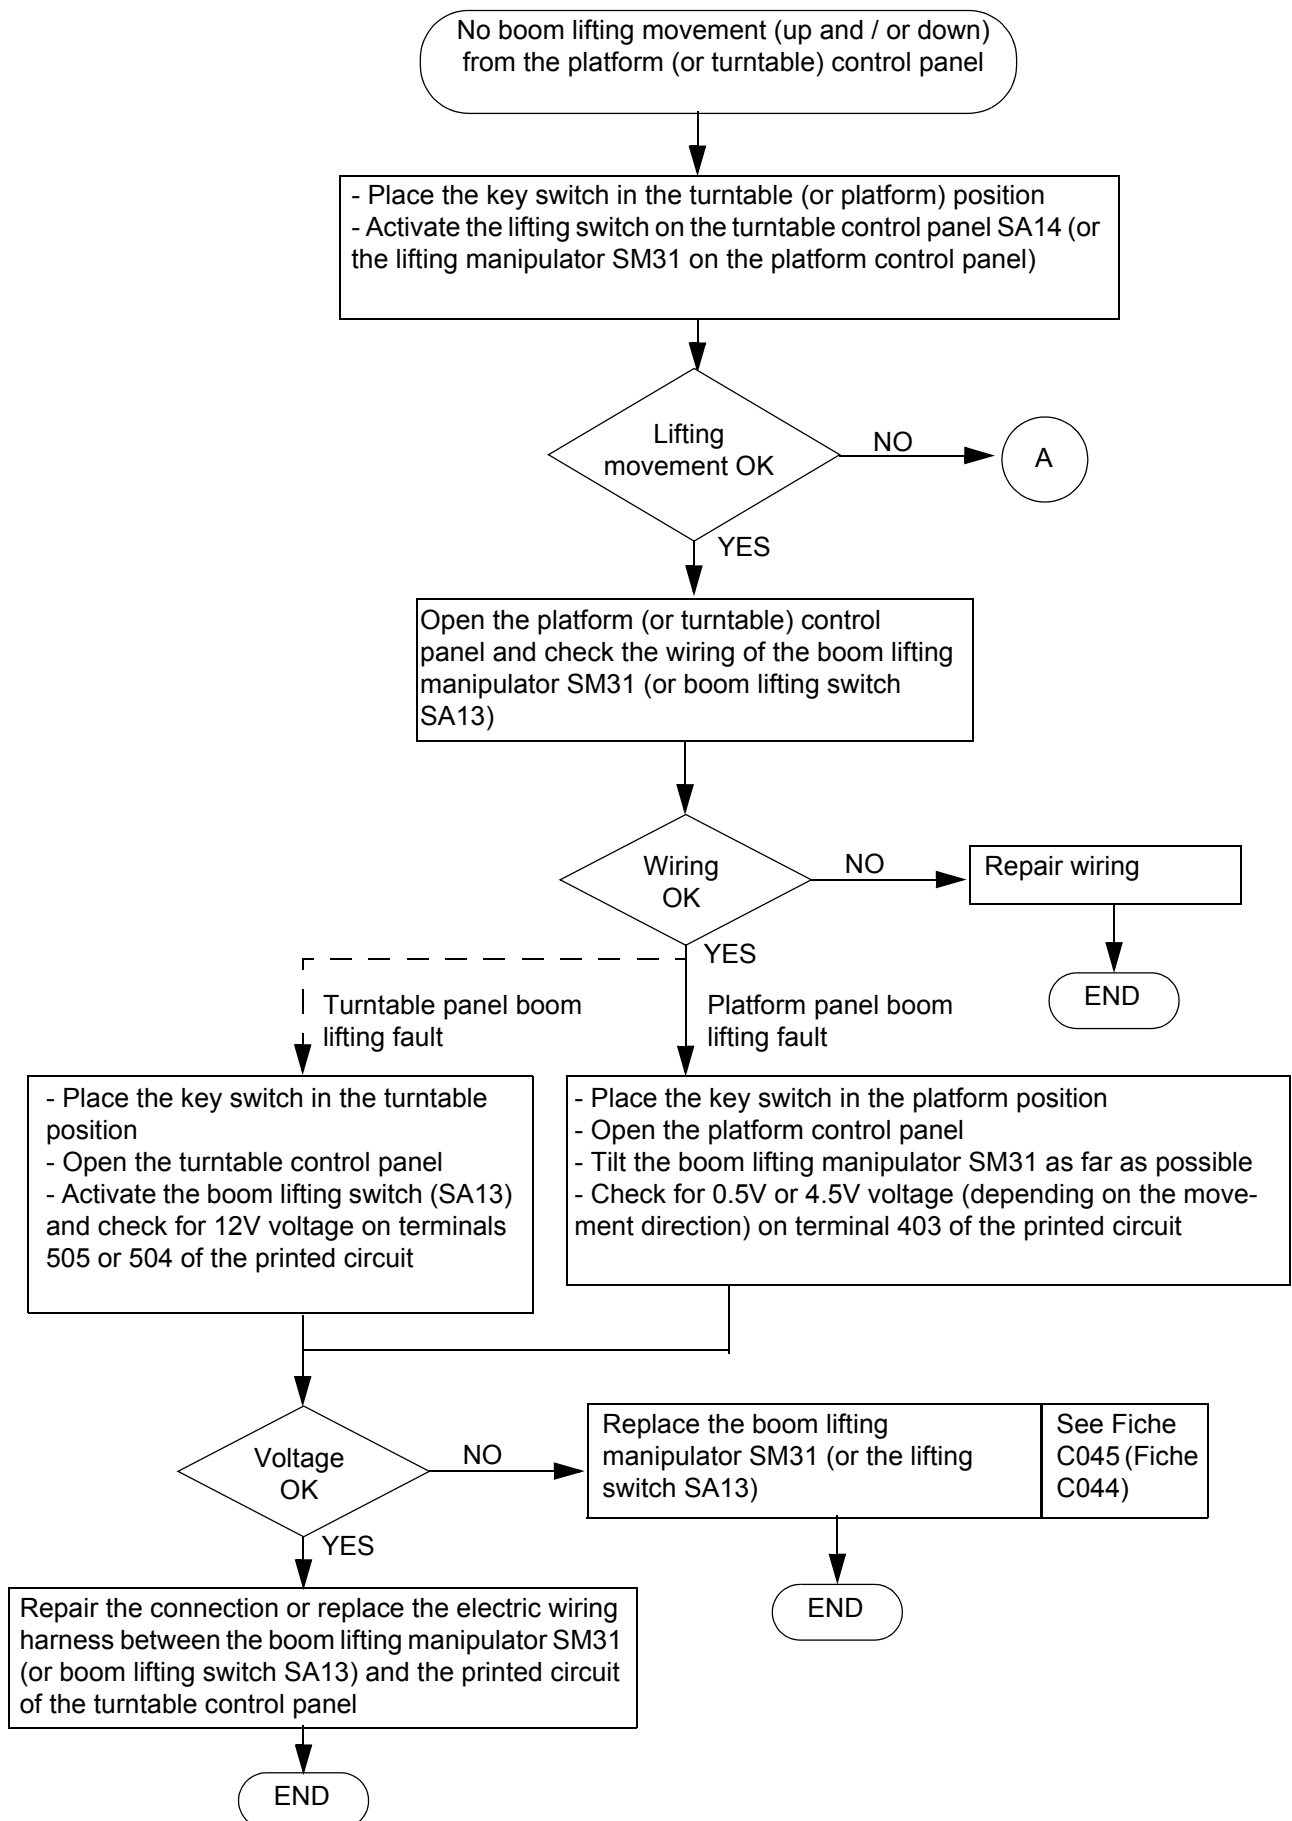 No boom lifting movement (up and / or down)
from the platform (or turntable) control panel
- Place the key switch in the turntable (or platform) position
- Activate the lifting switch on the turntable control panel SA14 (or
the lifting manipulator SM31 on the platform control panel)
Lifting
movement OK
NO
A
YES
Open the platform (or turntable) control
panel and check the wiring of the boom lifting
manipulator SM31 (or boom lifting switch
SA13)
Wiring
OK
NO
Repair wiring
YES
END
Turntable panel boom
lifting fault
Platform panel boom
lifting fault
- Place the key switch in the turntable
position
- Open the turntable control panel
- Activate the boom lifting switch (SA13)
and check for 12V voltage on terminals
505 or 504 of the printed circuit
- Place the key switch in the platform position
- Open the platform control panel
- Tilt the boom lifting manipulator SM31 as far as possible
- Check for 0.5V or 4.5V voltage (depending on the move-
ment direction) on terminal 403 of the printed circuit
Voltage
OK
NO
Replace the boom lifting
manipulator SM31 (or the lifting
switch SA13)
See Fiche
C045 (Fiche
C044)
YES
END
Repair the connection or replace the electric wiring
harness between the boom lifting manipulator SM31
(or boom lifting switch SA13) and the printed circuit
of the turntable control panel
END